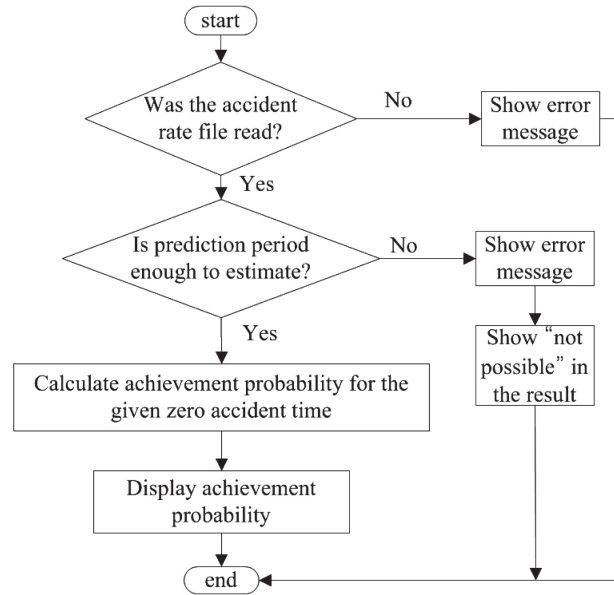 start
Was the accident
rate file read?
No
Show error
message
Yes
Is prediction period
enough to estimate?
No
Show error
message
Yes
Show “not
possible” in
the result
Calculate achievement probability for the
given zero accident time
Display achievement
probability
end